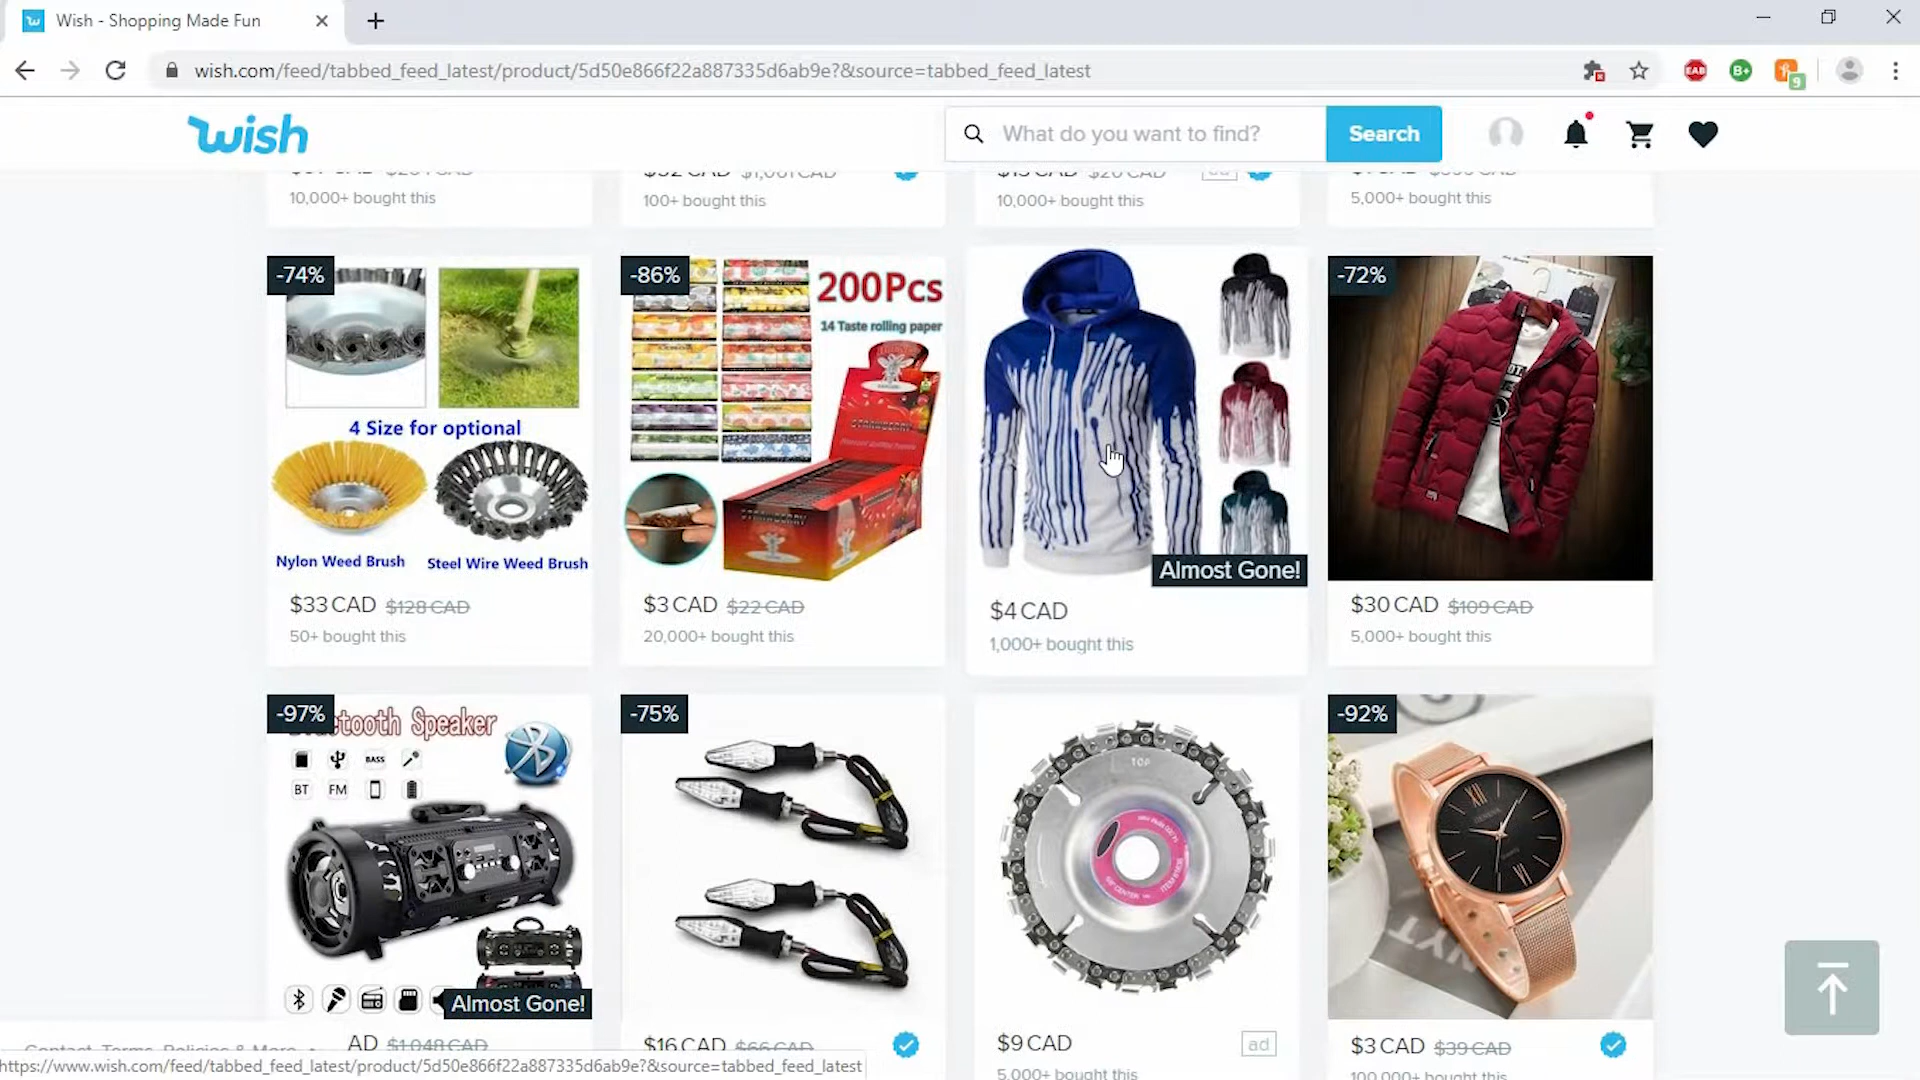 Wish - Shopping Made Fun
wish.com/feed/tabbed_feed_latest/product/5d50e866f22a887335d6ab9e?&source=tabbed_feed_latest
EAB
B+
9
wish
What do you want to find?
Search
10,000+ bought this
100+ bought this
10,000+ bought this
5,000+ bought this
-74%
4 Size for optional
Nylon Weed Brush
Steel Wire Weed Brush
$33 CAD $128 CAD
50+ bought this
-86%
200Pcs
14 Taste rolling paper
$3 CAD $22 CAD
20,000+ bought this
Almost Gone!
$4 CAD
1,000+ bought this
-72%
$30 CAD $109 CAD
5,000+ bought this
-97%
Speaker
BASS
BT FM
Almost Gone!
AD $1,048 CAD
-75%
$16 CAD $66 CAD
TOP
$9 CAD
ad
5,000+ bought this
-92%
$3 CAD $39 CAD
100,000+ bought this
Contact, Terms, Policies & More
https://www.wish.com/feed/tabbed_feed_latest/product/5d50e866f22a887335d6ab9e?&source=tabbed_feed_latest